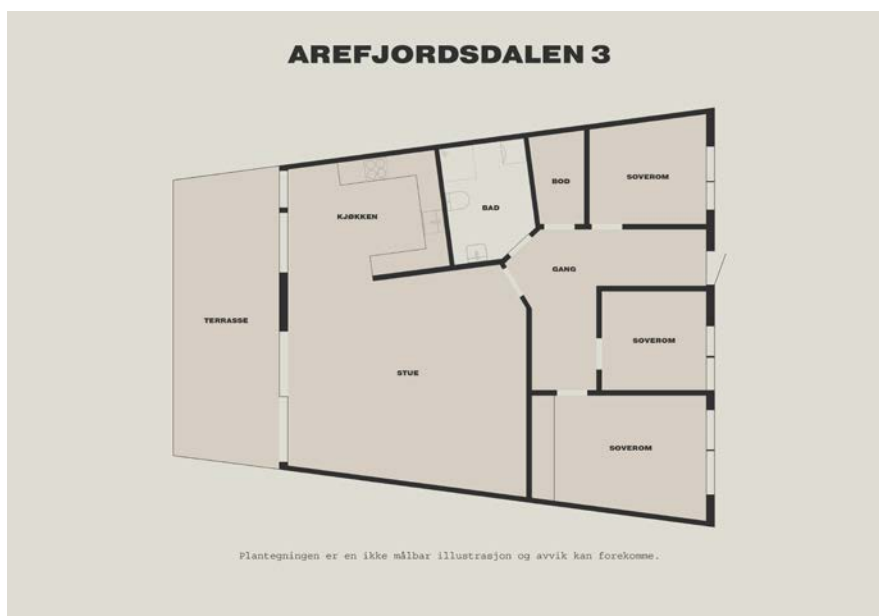 AREFJORDSDALEN 3
BOD
SOVEROM
BAD
KJØKKEN
GANG
TERRASSE
SOVEROM
STUE
SOVEROM
Plantegningen er en ikke målbar illustrasjon og avvik kan forekomme.